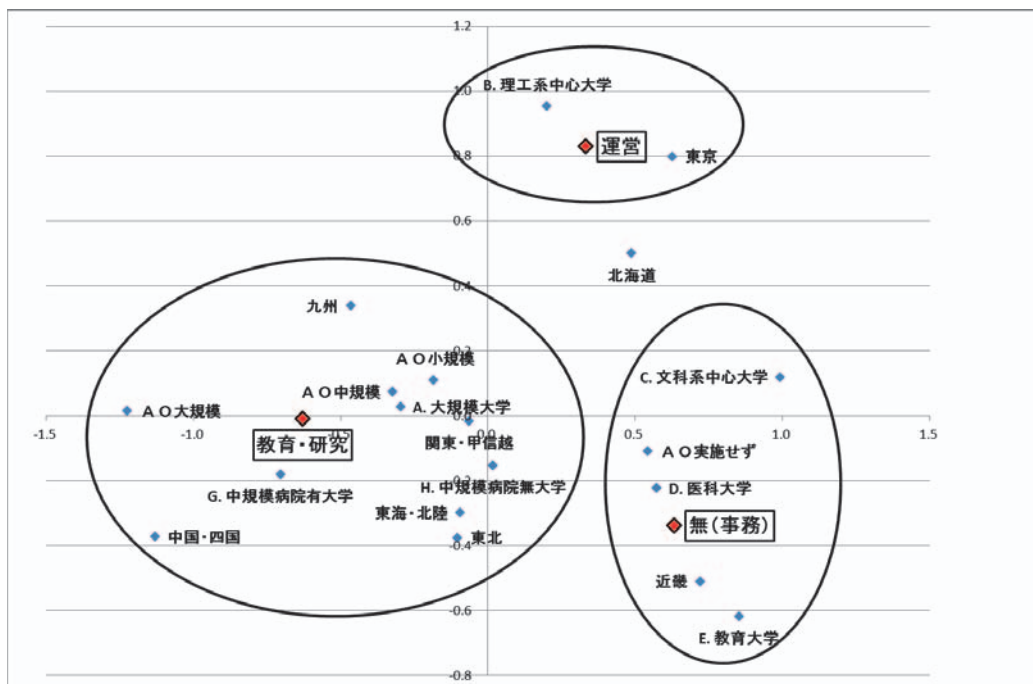 1.2
B. 理工系中心大学
1.0
運営
0.8
東京
0.6
北海道
0.4
九州
0.2
ＡＯ小規模
C. 文科系中心大学
ＡＯ中規模
A. 大規模大学
ＡＯ大規模
-1.5
-1.0
-0.5
0.0
0.0
0.5
1.0
1.5
教育・研究
関東・甲信越
ＡＯ実施せず
-0.2
G. 中規模病院有大学
H. 中規模病院無大学
D. 医科大学
東海・北陸
無(事務)
中国・四国
東北
-0.4
近畿
-0.6
E. 教育大学
-0.8